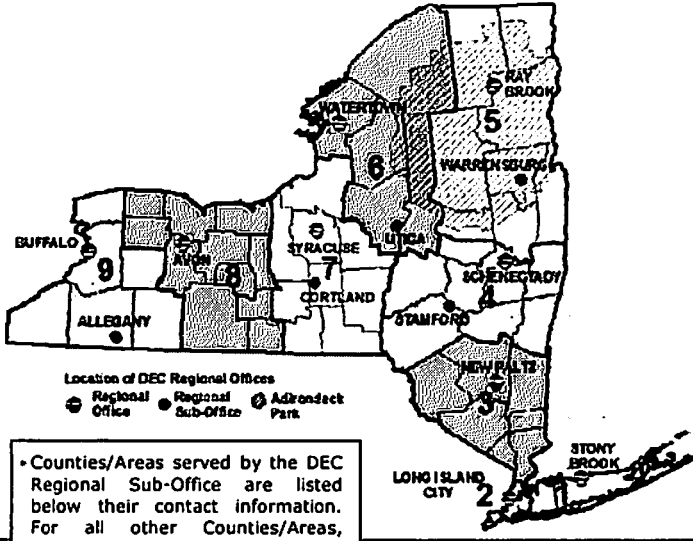 RAY
BROOK
5
WATERTOWN
6
WARRENSBURG
BUFFALO
9
AVON
8
SYRACUSE
7
UTICA
SCHENECTADY
4
CORTLAND
STAMFORD
ALLEGANY
NEW PALTZ
3
Location of DEC Regional Offices
Regional
Office
Regional
Sub-Office
Adirondack
Park
STONY
BROOK
LONG ISLAND
CITY
2
• Counties/Areas served by the DEC
Regional Sub-Office are listed
below their contact information.
For all other Counties/Areas,